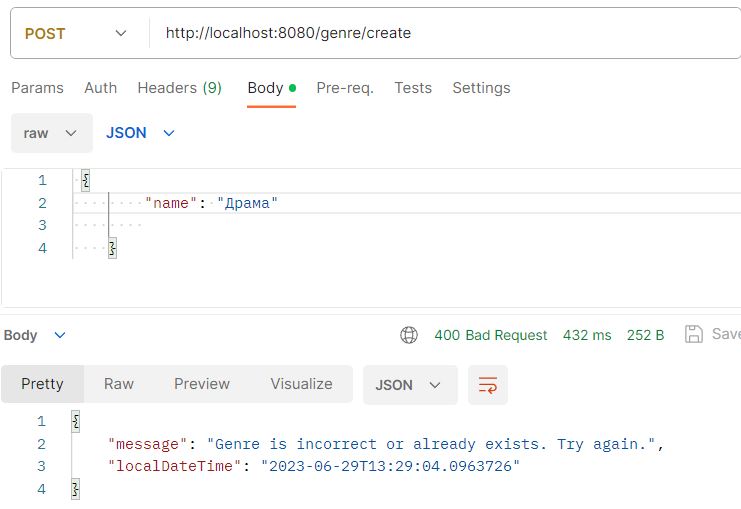 POST http://localhost:8080/genre/create
Params Auth Headers (9) Body Pre-req. Tests Settings
raw JSON
1 {
2 "name": "Драма"
3
4 }
Body 400 Bad Request 432 ms 252 B Save
Pretty Raw Preview Visualize JSON
1 {
2 "message": "Genre is incorrect or already exists. Try again.",
3 "localDateTime": "2023-06-29T13:29:04.0963726"
4 }